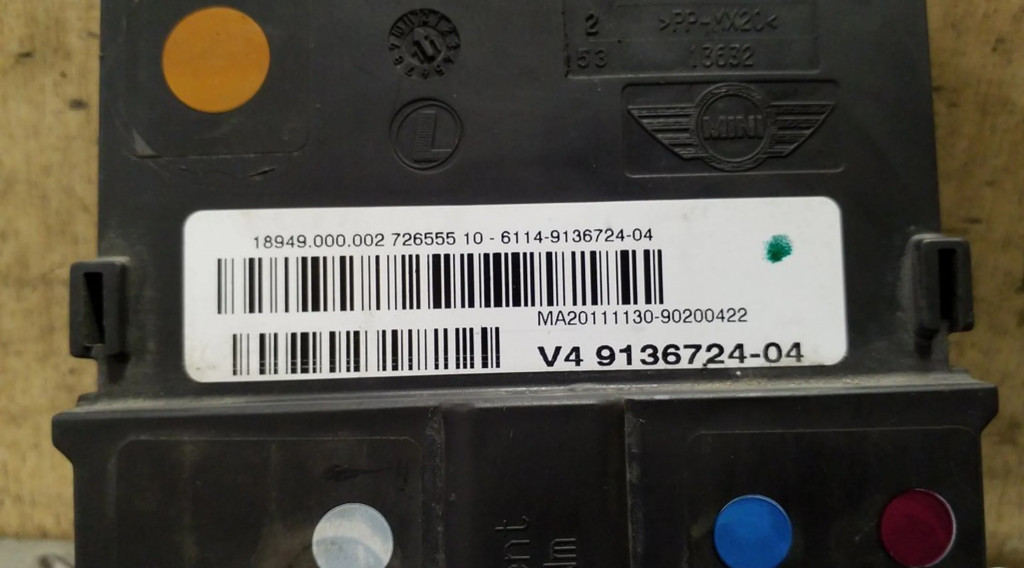 2 >PP-MX20<
53 13632
MINI
L
18949.000.002 726555 10 - 6114-9136724-04
MA20111130-90200422
V4 9136724-04